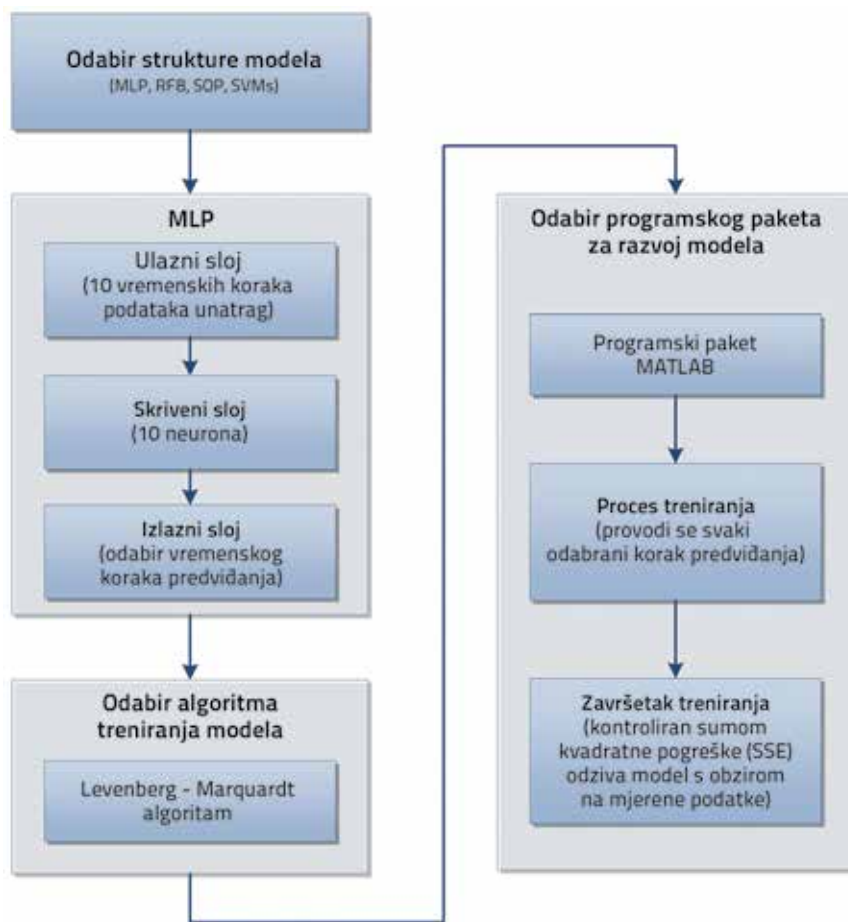 Odabir strukture modela
(MLP, RFB, SOP, SVMs)
MLP
Ulazni sloj
(10 vremenskih koraka
podataka unatrag)
Skriveni sloj
(10 neurona)
Izlazni sloj
(odabir vremenskog
koraka predviđanja)
Odabir algoritma
treniranja modela
Levenberg - Marquardt
algoritam
Odabir programskog paketa
za razvoj modela
Programski paket
MATLAB
Proces treniranja
(provodi se svaki
odabrani korak predviđanja)
Završetak treniranja
(kontroliran sumom
kvadratne pogreške (SSE)
odziva model s obzirom
na mjerene podatke)